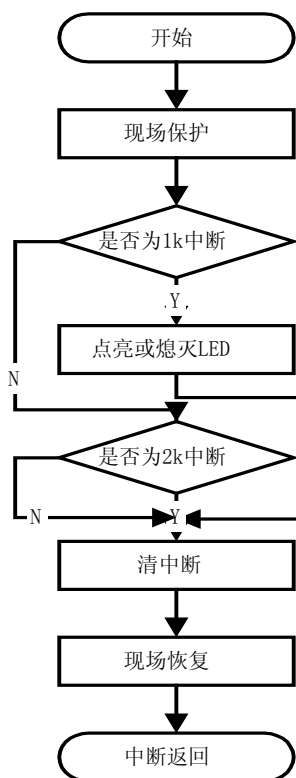 开始
现场保护
是否为1k中断
Y
点亮或熄灭LED
N
是否为2k中断
N
Y
清中断
现场恢复
中断返回